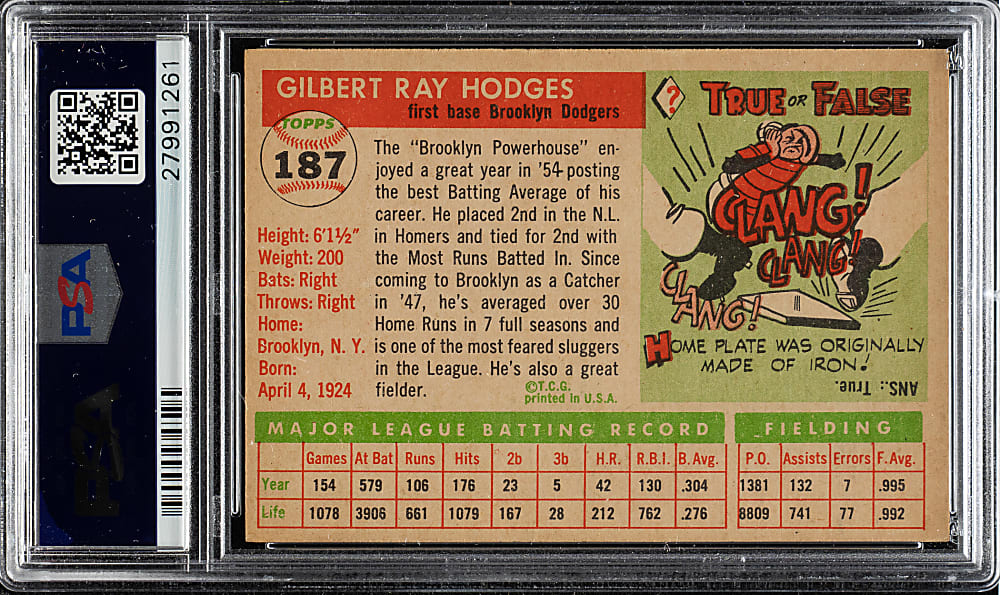 27991261
PSA
PSA
GILBERT RAY HODGES
first base Brooklyn Dodgers
TOPPS
187
Height: 6'1½"
Weight: 200
Bats: Right
Throws: Right
Home:
Brooklyn, N. Y.
Born:
April 4, 1924
The "Brooklyn Powerhouse" en-
joyed a great year in '54 posting
the best Batting Average of his
career. He placed 2nd in the N.L.
in Homers and tied for 2nd with
the Most Runs Batted In. Since
coming to Brooklyn as a Catcher
in '47, he's averaged over 30
Home Runs in 7 full seasons and
is one of the most feared sluggers
in the League. He's also a great
fielder.
©T.C.G.
printed in U.S.A.
?
TRUE OR FALSE
CLANG!
CLANG!
CLANG!
HOME PLATE WAS ORIGINALLY
MADE OF IRON!
ANS.: True.
MAJOR LEAGUE BATTING RECORD
FIELDING
Games At Bat Runs Hits 2b 3b H.R. R.B.I. B.Avg. P.O. Assists Errors F.Avg.
Year 154 579 106 176 23 5 42 130 .304 1381 132 7 .995
Life 1078 3906 661 1079 167 28 212 762 .276 8809 741 77 .992